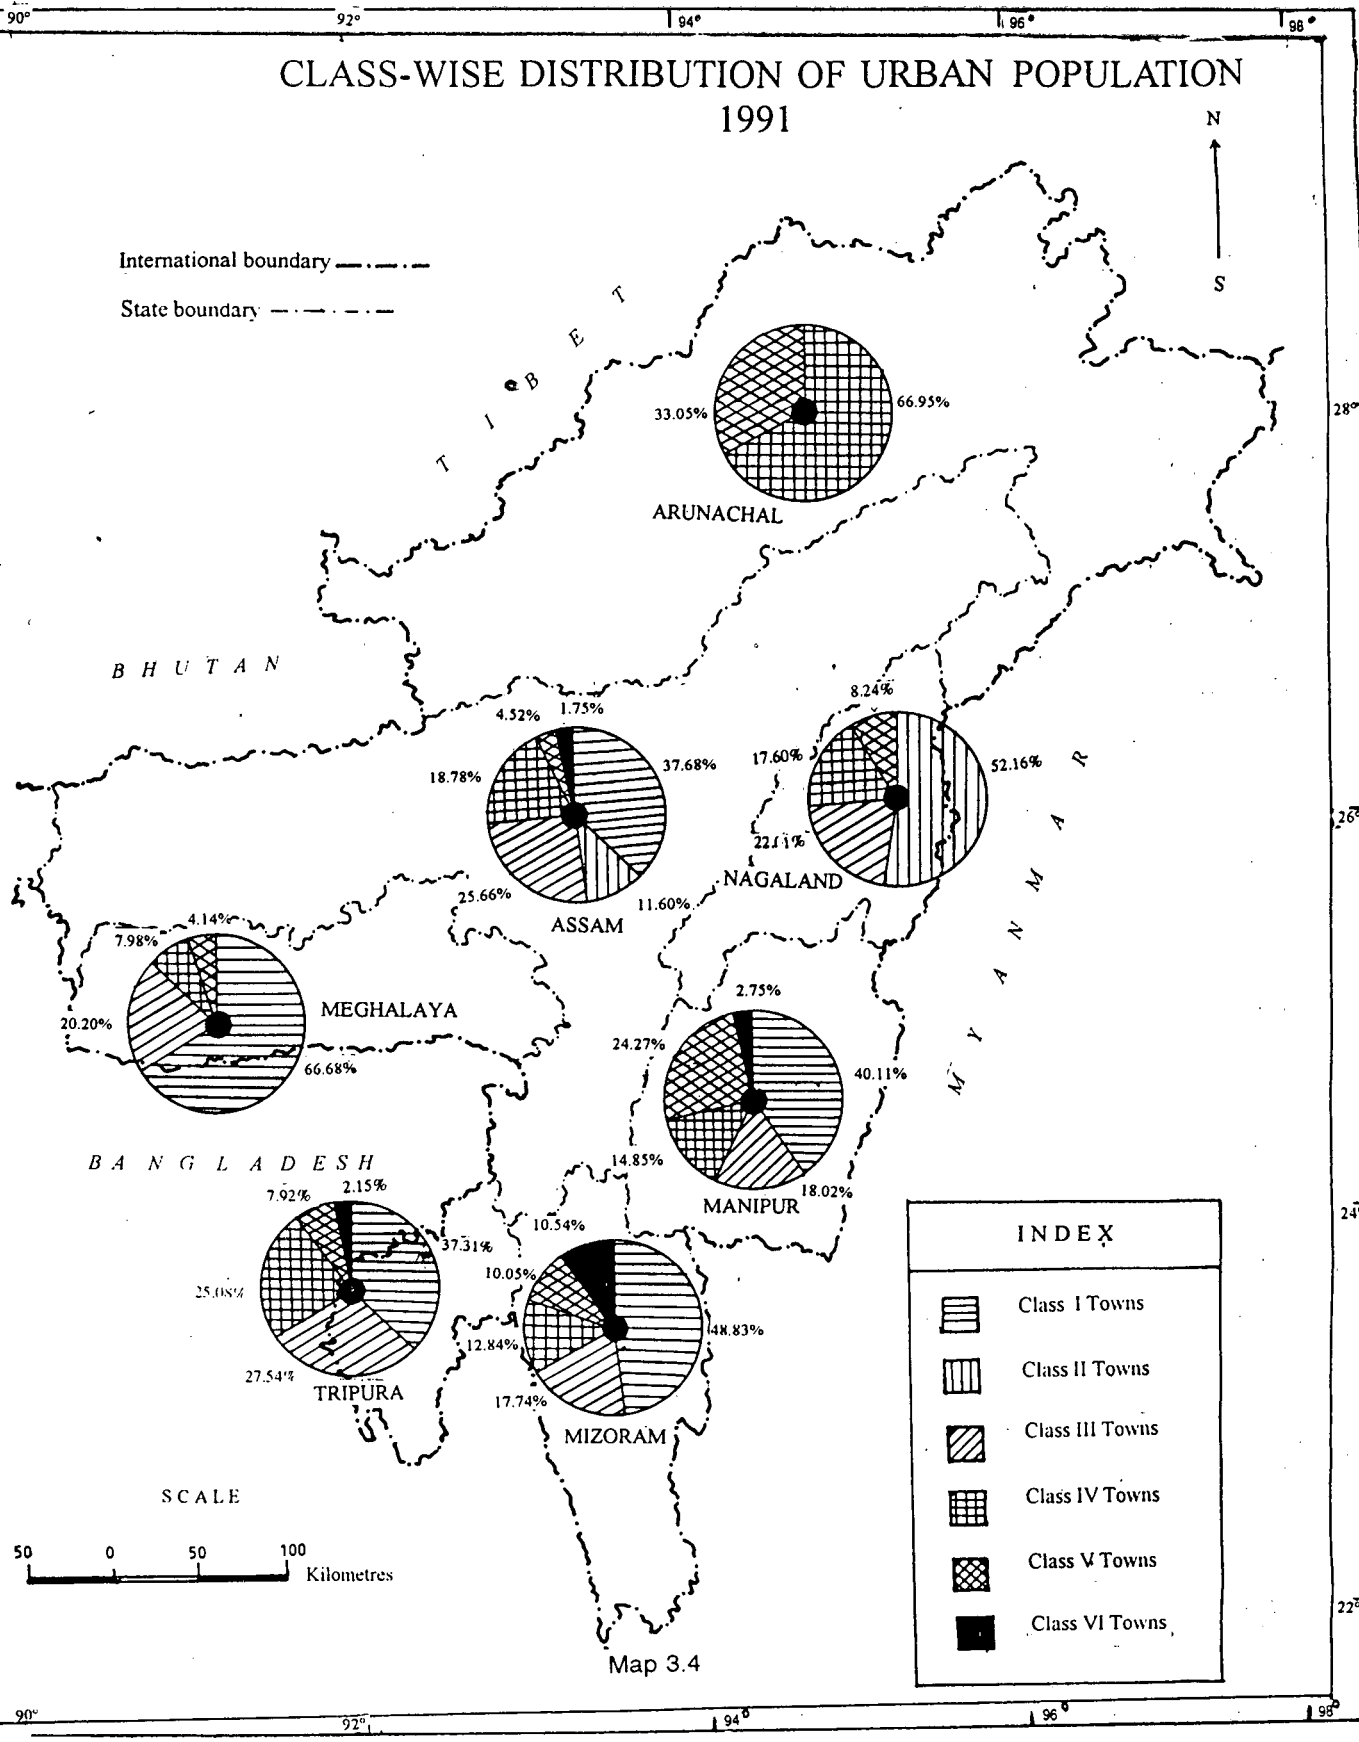 90° 92° 94° 96° 98°
CLASS-WISE DISTRIBUTION OF URBAN POPULATION
1991
N
S
International boundary
State boundary
T I B E T
33.05%
66.95%
ARUNACHAL
28°
BHUTAN
8.24%
4.52%
1.75%
17.60%
52.16%
18.78%
37.68%
26°
NAGALAND
25.66%
11.60%
ASSAM
MYANMAR
4.14%
7.98%
MEGHALAYA
20.20%
66.68%
2.75%
24.27%
40.11%
14.85%
18.02%
MANIPUR
BANGLADESH
7.92%
2.15%
37.31%
25.08%
27.54%
TRIPURA
10.54%
10.05%
12.84%
48.83%
17.74%
MIZORAM
24°
INDEX
Class I Towns
Class II Towns
Class III Towns
Class IV Towns
Class V Towns
Class VI Towns
SCALE
50 0 50 100
Kilometres
22°
Map 3.4
90° 92° 94° 96° 98°